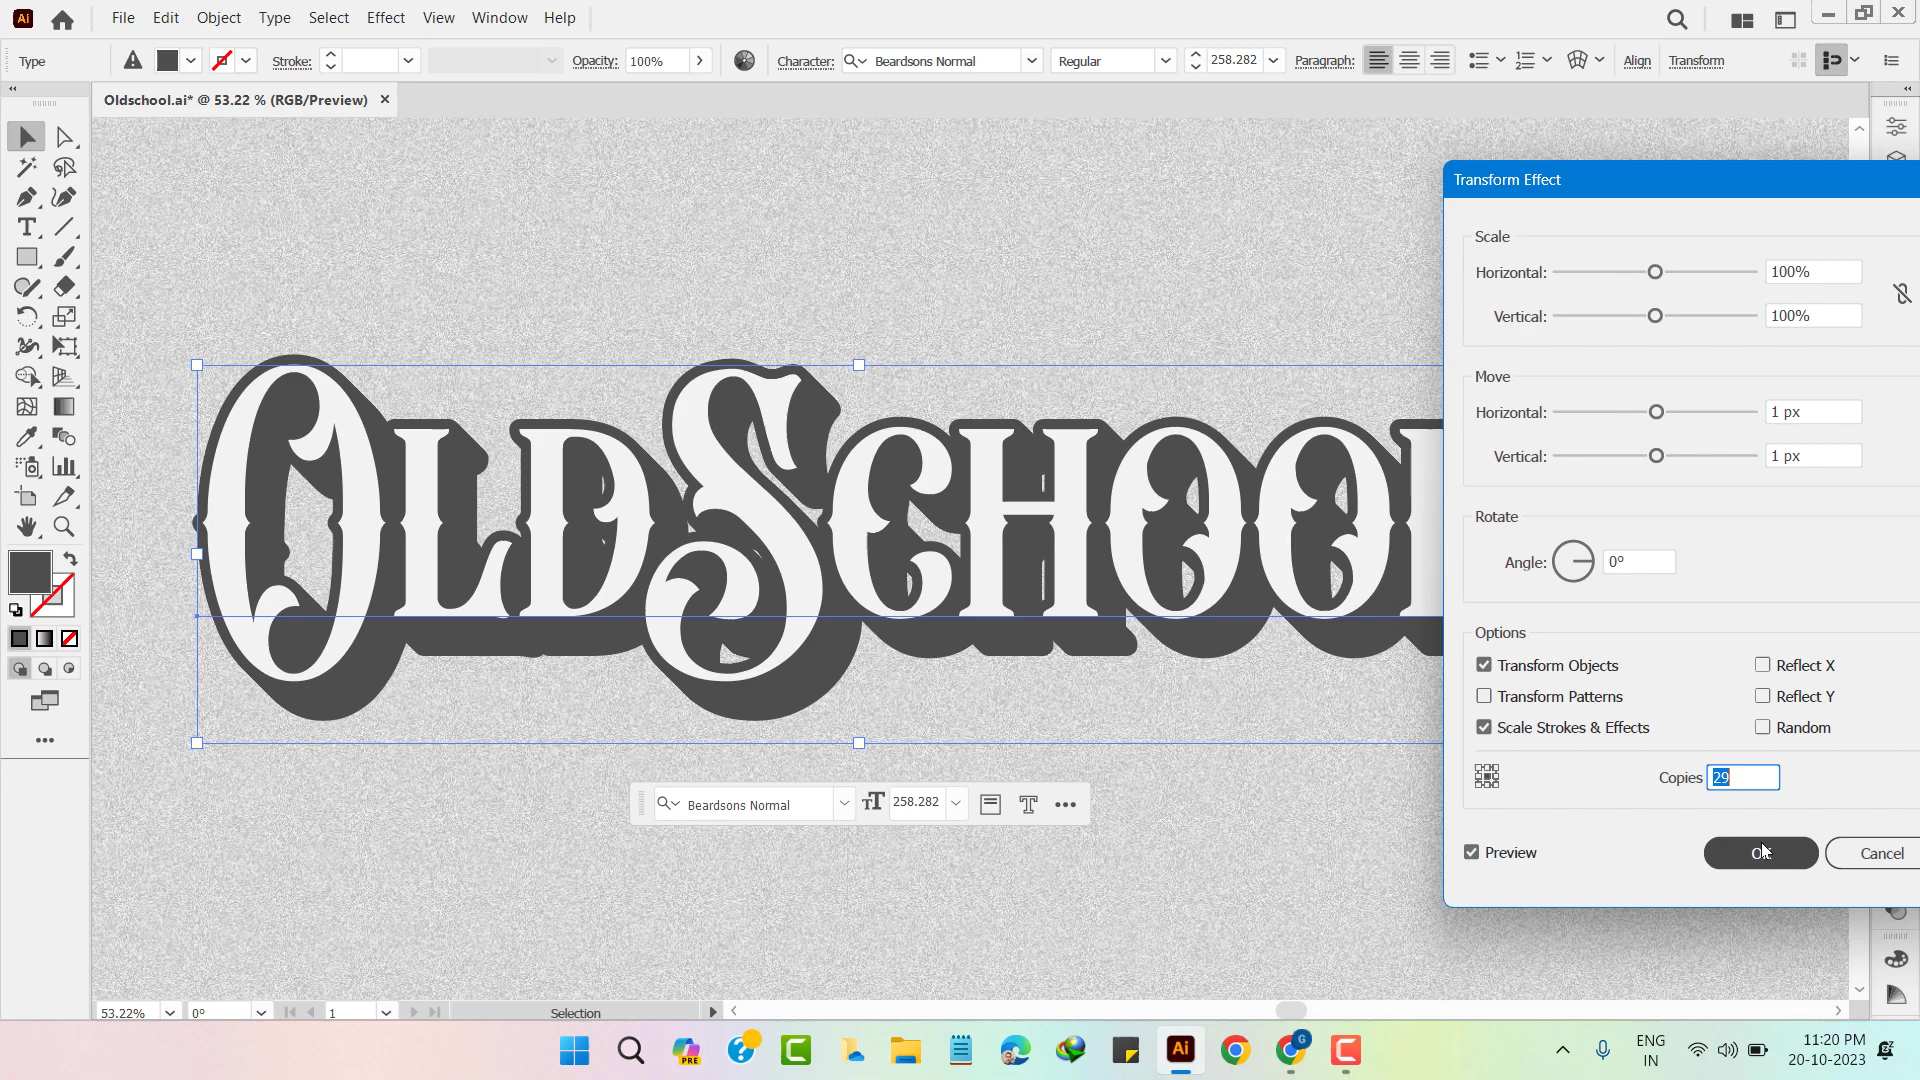 Ai File Edit Object Type Select Effect View Window Help
Type Stroke: Opacity: 100% Character: Beardsons Normal Regular 258.282 Paragraph: Align Transform
Oldschool.ai* @ 53.22 % (RGB/Preview)
Transform Effect
Scale
Horizontal: 100%
Vertical: 100%
Move
Horizontal: 1 px
Vertical: 1 px
Rotate
Angle: 0°
Options
Transform Objects Reflect X
Transform Patterns Reflect Y
Scale Strokes & Effects Random
Copies 29
Preview OK Cancel
OLDSCHOO
Beardsons Normal 258.282
53.22% 0° 1 Selection
PRE
Ai
G
ENG
IN
11:20 PM
20-10-2023